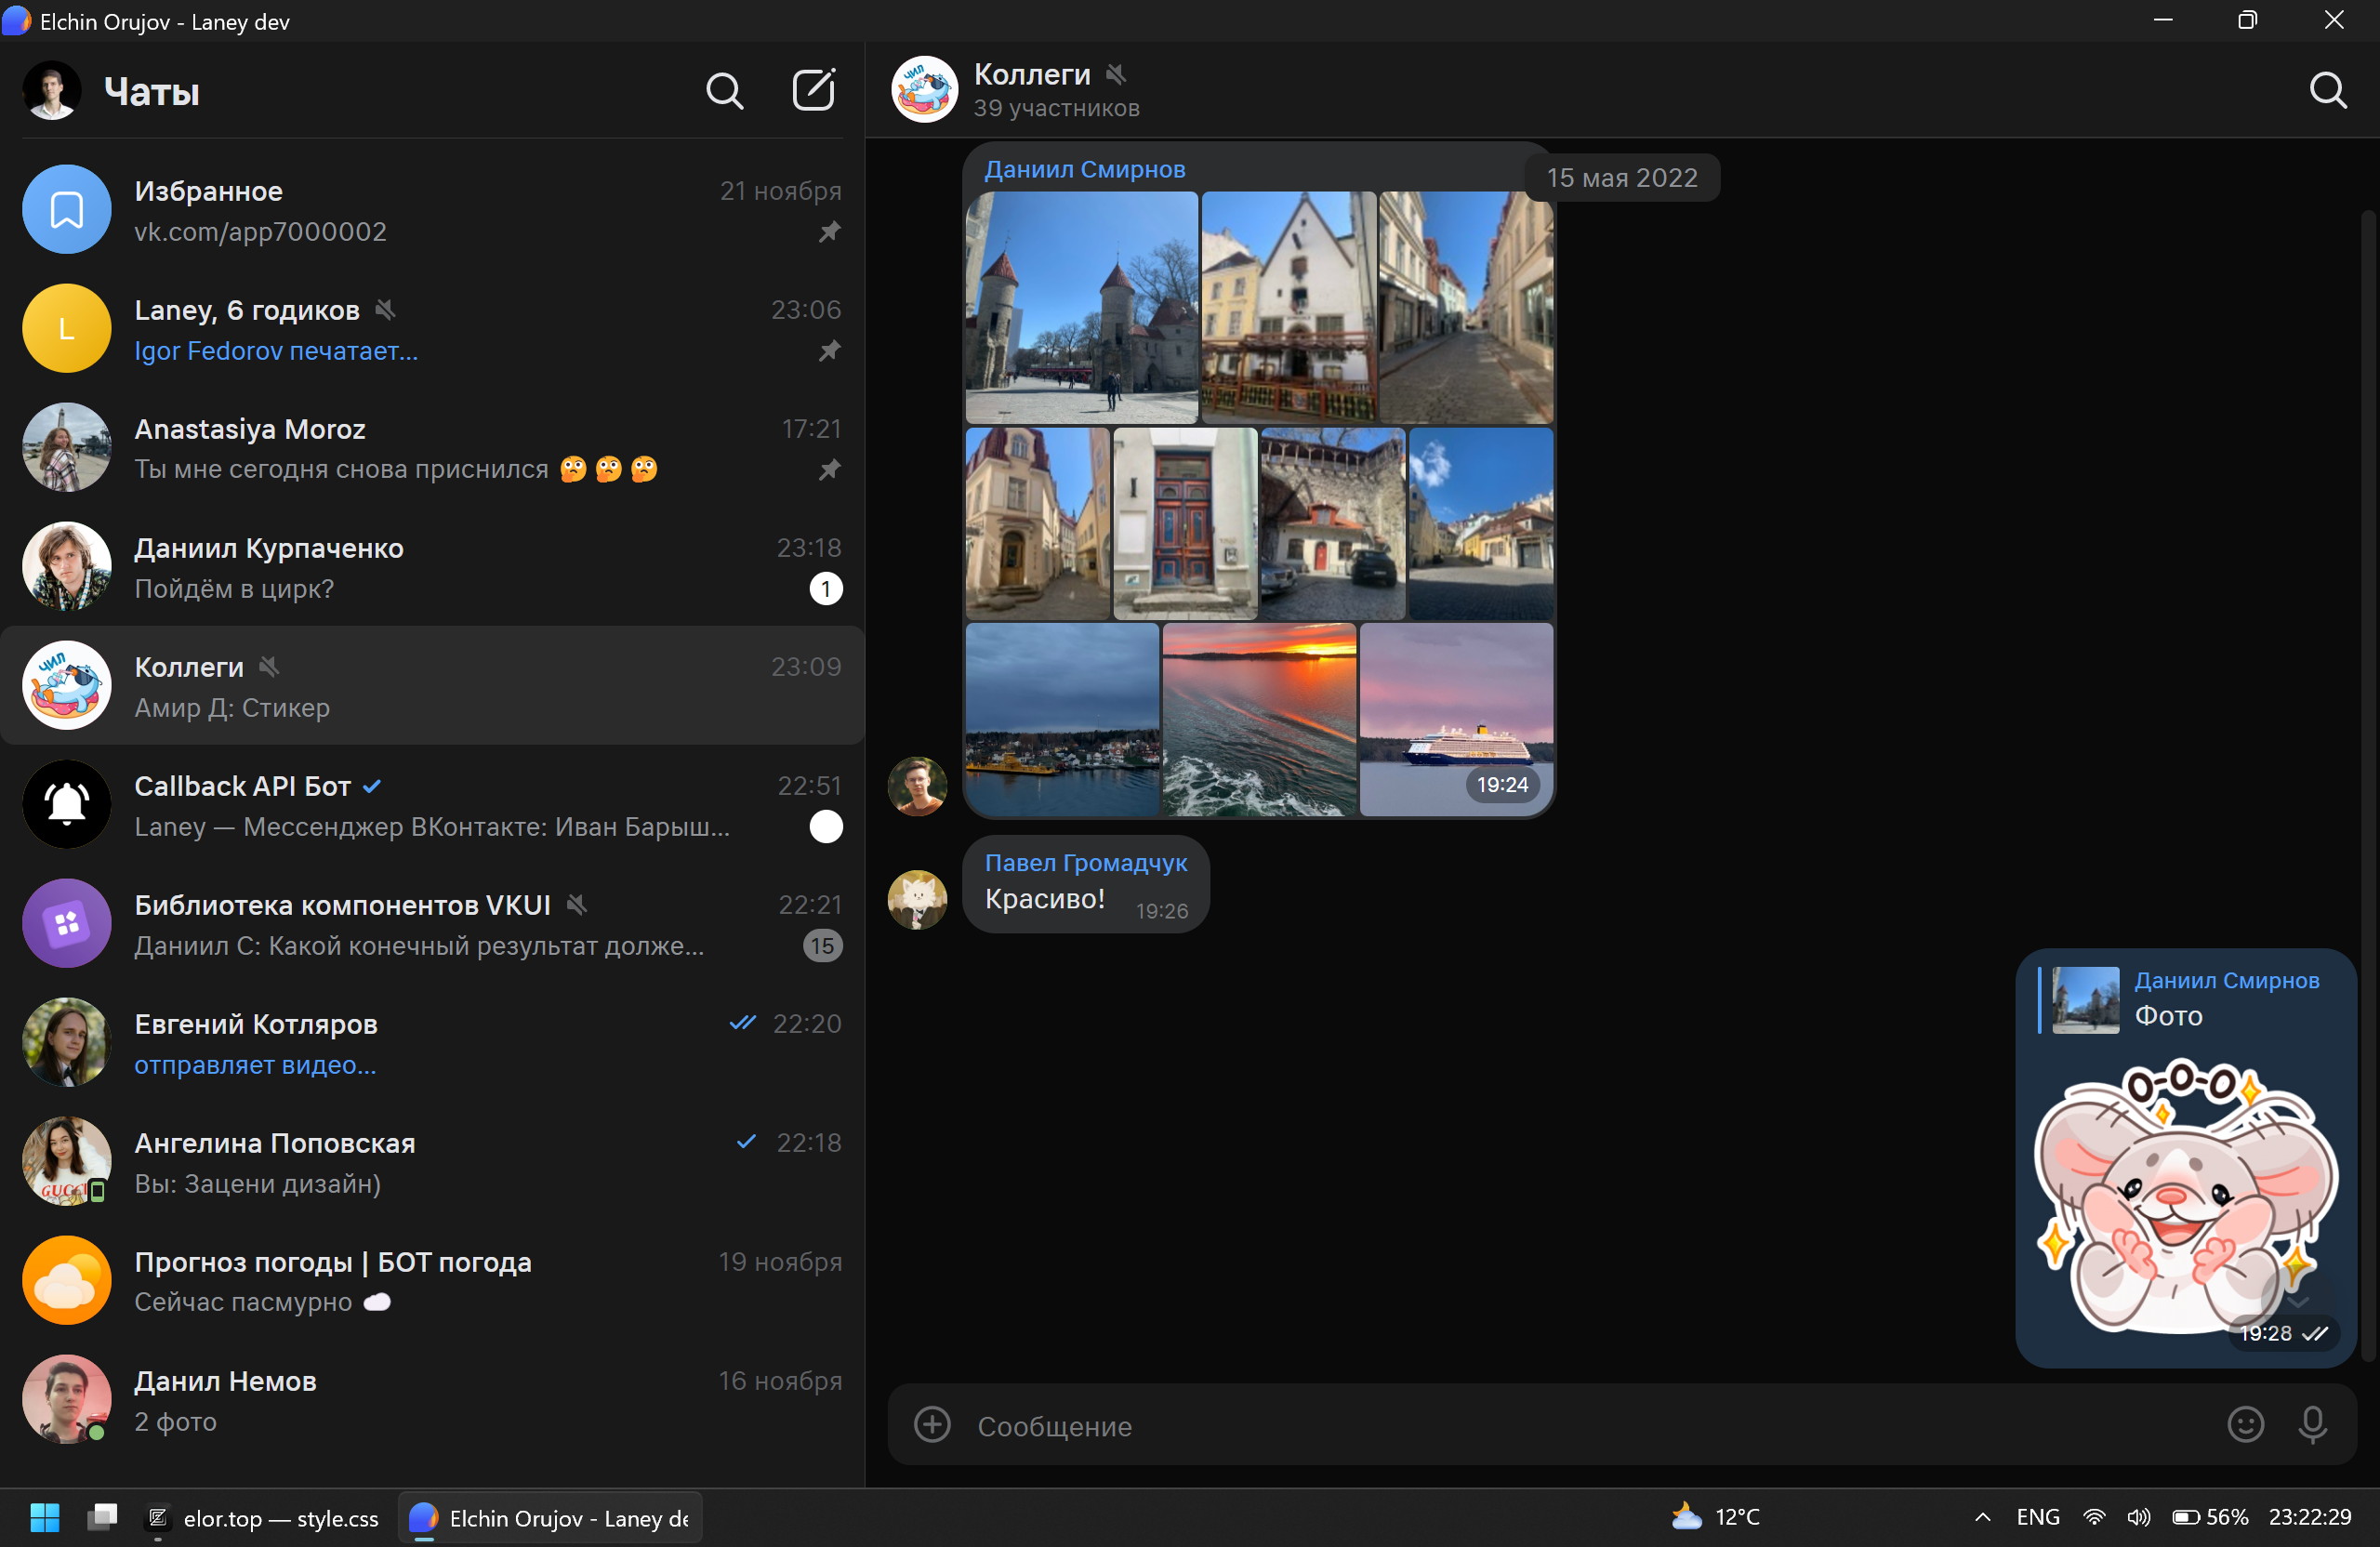 Elchin Orujov - Laney dev
Чаты
Избранное
21 ноября
vk.com/app7000002
L
Laney, 6 годиков
23:06
Igor Fedorov печатает...
Anastasiya Moroz
17:21
Ты мне сегодня снова приснился 🤔🤔🤔
Даниил Курпаченко
23:18
Пойдём в цирк?
1
ЧИЛ
Коллеги
23:09
Амир Д: Стикер
Callback API Бот
22:51
Laney — Мессенджер ВКонтакте: Иван Барыш...
Библиотека компонентов VKUI
22:21
Даниил С: Какой конечный результат долже...
15
Евгений Котляров
22:20
отправляет видео...
Ангелина Поповская
22:18
Вы: Зацени дизайн)
GUCCI
Прогноз погоды | БОТ погода
19 ноября
Сейчас пасмурно ☁
Данил Немов
16 ноября
2 фото
ЧИЛ
Коллеги
39 участников
15 мая 2022
Даниил Смирнов
19:24
Павел Громадчук
Красиво!
19:26
Даниил Смирнов
Фото
О-О-О
19:28
Сообщение
elor.top — style.css
Elchin Orujov - Laney de
12°C
ENG
56%
23:22:29